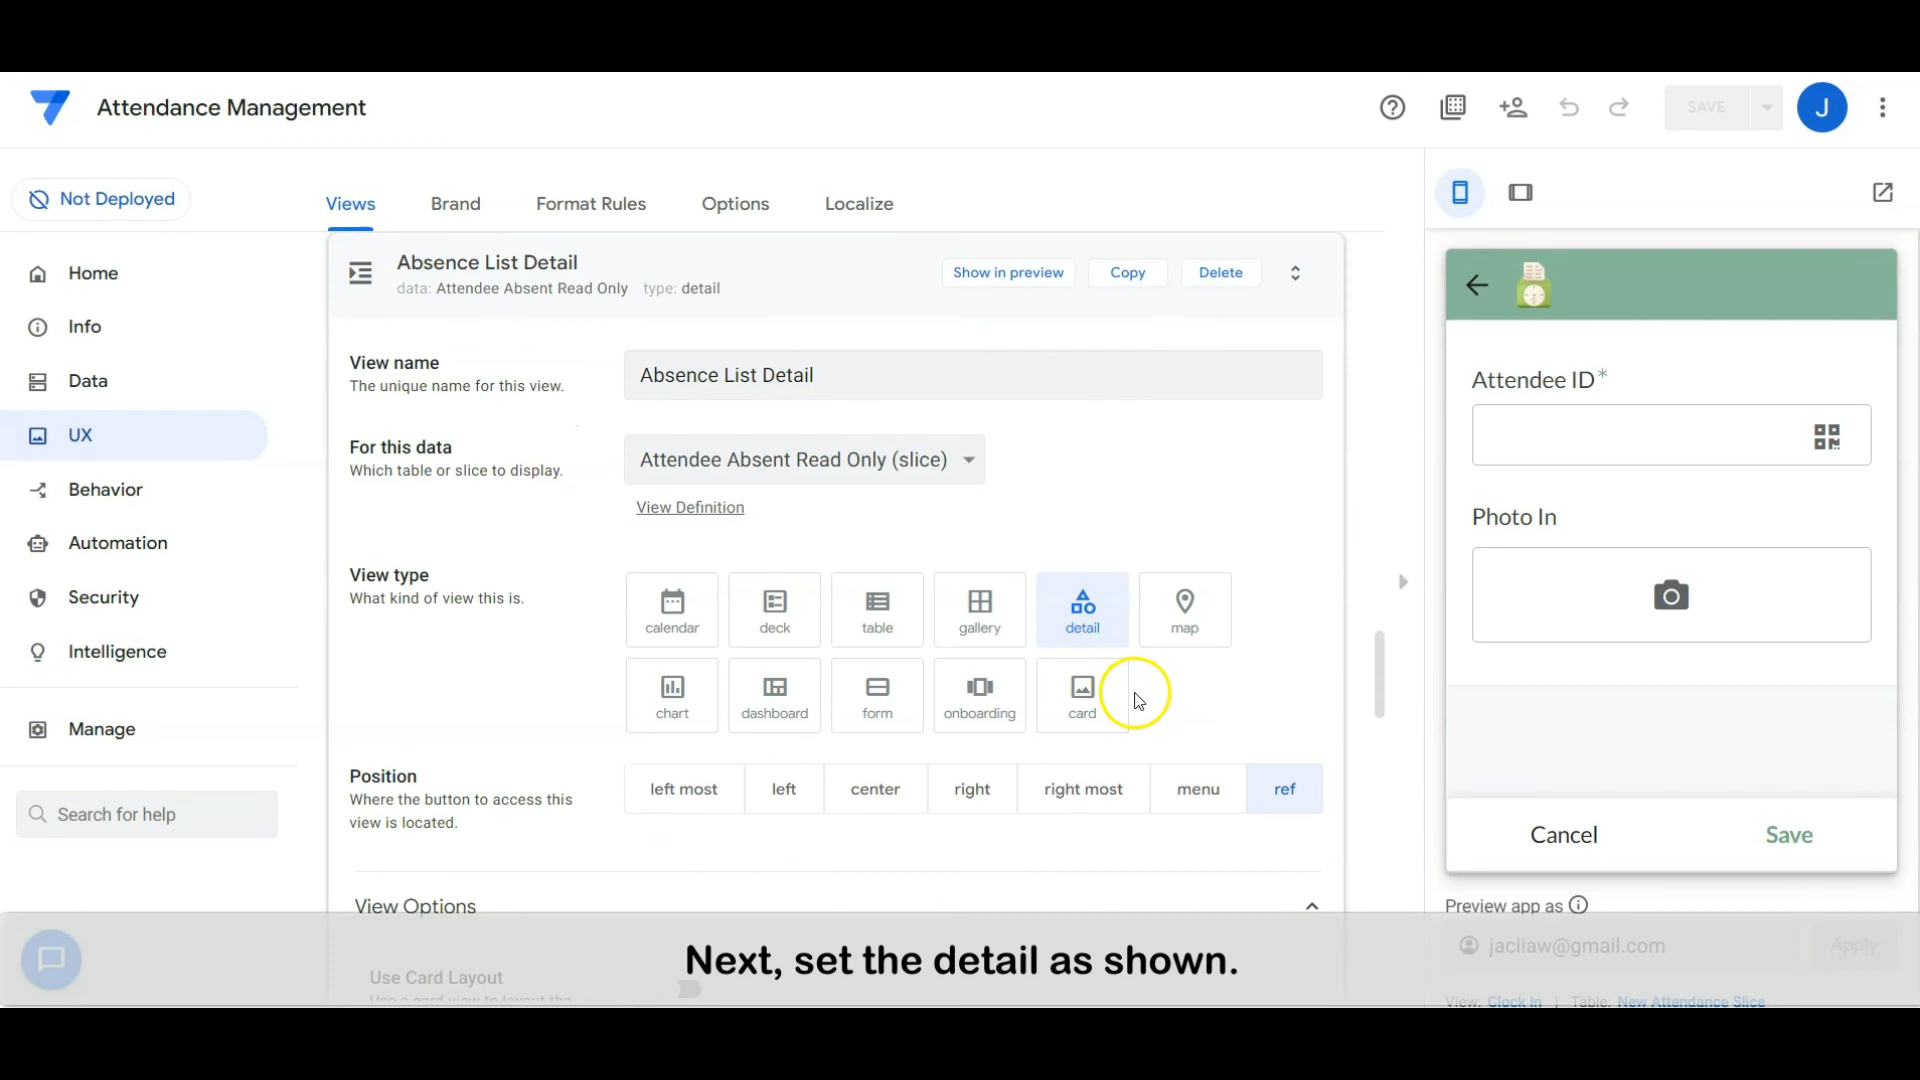 Attendance Management
SAVE
J
Not Deployed
Views
Brand
Format Rules
Options
Localize
Home
Info
Data
UX
Behavior
Automation
Security
Intelligence
Manage
Search for help
Absence List Detail
data: Attendee Absent Read Only type: detail
Show in preview
Copy
Delete
View name
The unique name for this view.
Absence List Detail
For this data
Which table or slice to display.
Attendee Absent Read Only (slice)
View Definition
View type
What kind of view this is.
calendar
deck
table
gallery
detail
map
chart
dashboard
form
onboarding
card
Position
Where the button to access this
view is located.
left most
left
center
right
right most
menu
ref
View Options
Use Card Layout
Use a card view to layout the
Attendee ID*
Photo In
Cancel
Save
Preview app as
jacliaw@gmail.com
Apply
View: Clock In | Table: New Attendance Slice
Next, set the detail as shown.